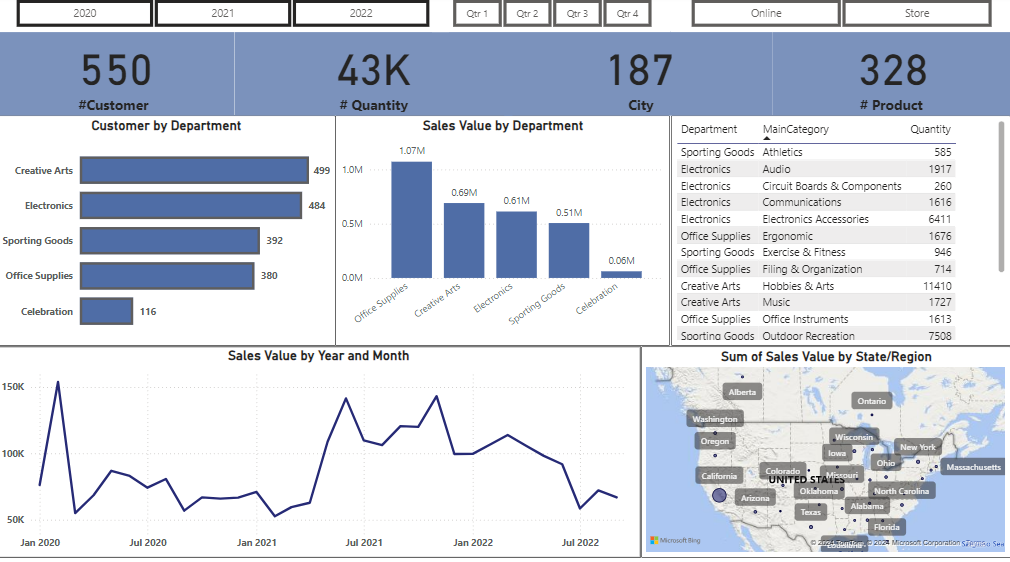 2020 2021 2022 Qtr 1 Qtr 2 Qtr 3 Qtr 4 Online Store
550 43K 187 328
#Customer # Quantity City # Product
Customer by Department
Creative Arts 499
Electronics 484
Sporting Goods 392
Office Supplies 380
Celebration 116
Sales Value by Department
1.0M
0.5M
0.0M
1.07M
0.69M
0.61M
0.51M
0.06M
Office Supplies
Creative Arts
Electronics
Sporting Goods
Celebration
Department MainCategory Quantity
Sporting Goods Athletics 585
Electronics Audio 1917
Electronics Circuit Boards & Components 260
Electronics Communications 1616
Electronics Electronics Accessories 6411
Office Supplies Ergonomic 1676
Sporting Goods Exercise & Fitness 946
Office Supplies Filing & Organization 714
Creative Arts Hobbies & Arts 11410
Creative Arts Music 1727
Office Supplies Office Instruments 1613
Sporting Goods Outdoor Recreation 7508
Sales Value by Year and Month
150K
100K
50K
Jan 2020 Jul 2020 Jan 2021 Jul 2021 Jan 2022 Jul 2022
Sum of Sales Value by State/Region
Alberta
Ontario
Washington
Oregon
Wisconsin
New York
Iowa
Ohio
Massachusetts
California
Colorado
Missouri
UNITED STATES
Arizona
Oklahoma
North Carolina
Texas
Alabama
Florida
Louisiana
Microsoft Bing
© 2024 TomTom, © 2024 Microsoft Corporation